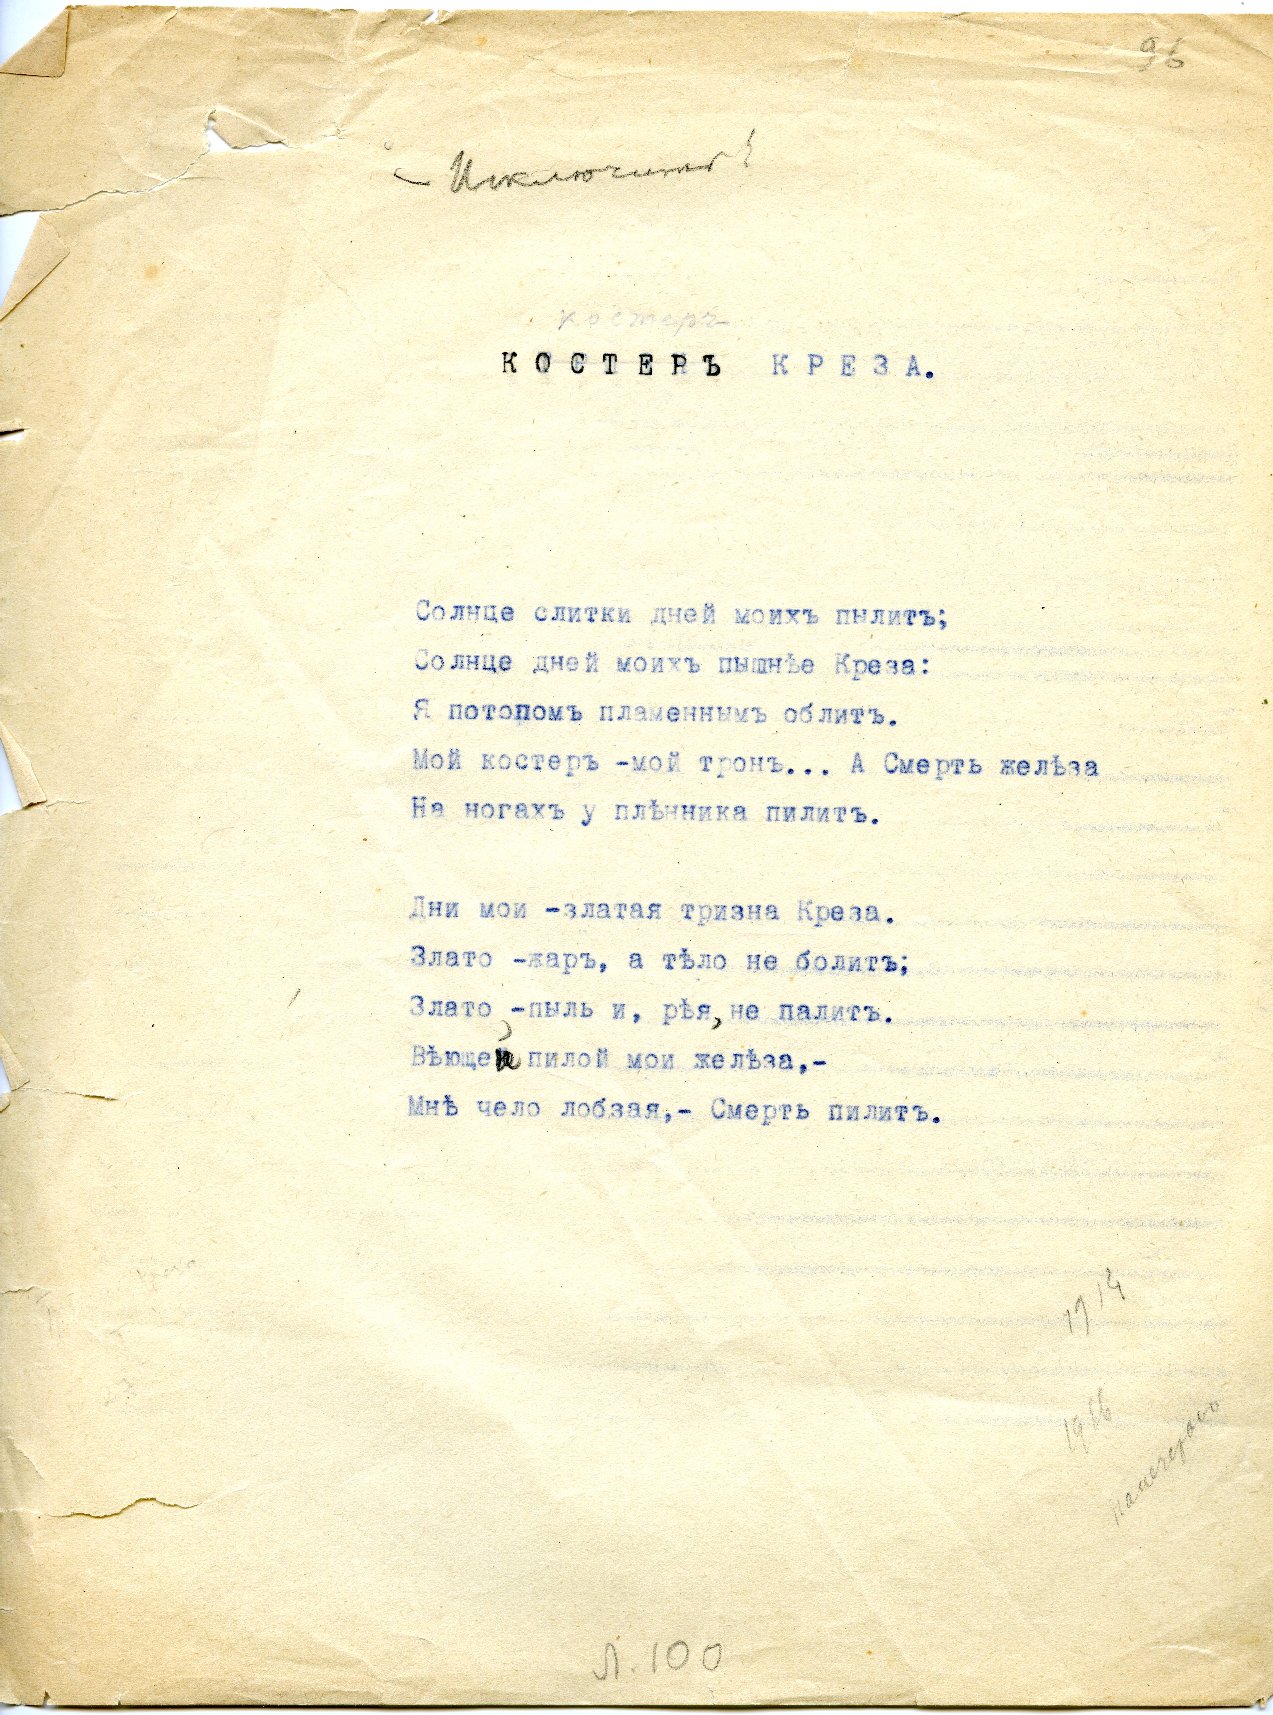 96
Исключить?
костеръ
КОСТЕРЪ КРЕЗА.
Солнце слитки дней моихъ пылитъ;
Солнце дней моихъ пышнѣе Креза:
Я потопомъ пламеннымъ облитъ.
Мой костеръ -мой тронъ... А Смерть желѣза
На ногахъ у плѣнника пилитъ.
Дни мои -златая тризна Креза.
Злато -жаръ, а тѣло не болитъ;
Злато -пыль и, рѣя, не палитъ.
Вѣющей пилой мои желѣза,-
Мнѣ чело лобзая,- Смерть пилитъ.
1914
1916
Л. 100